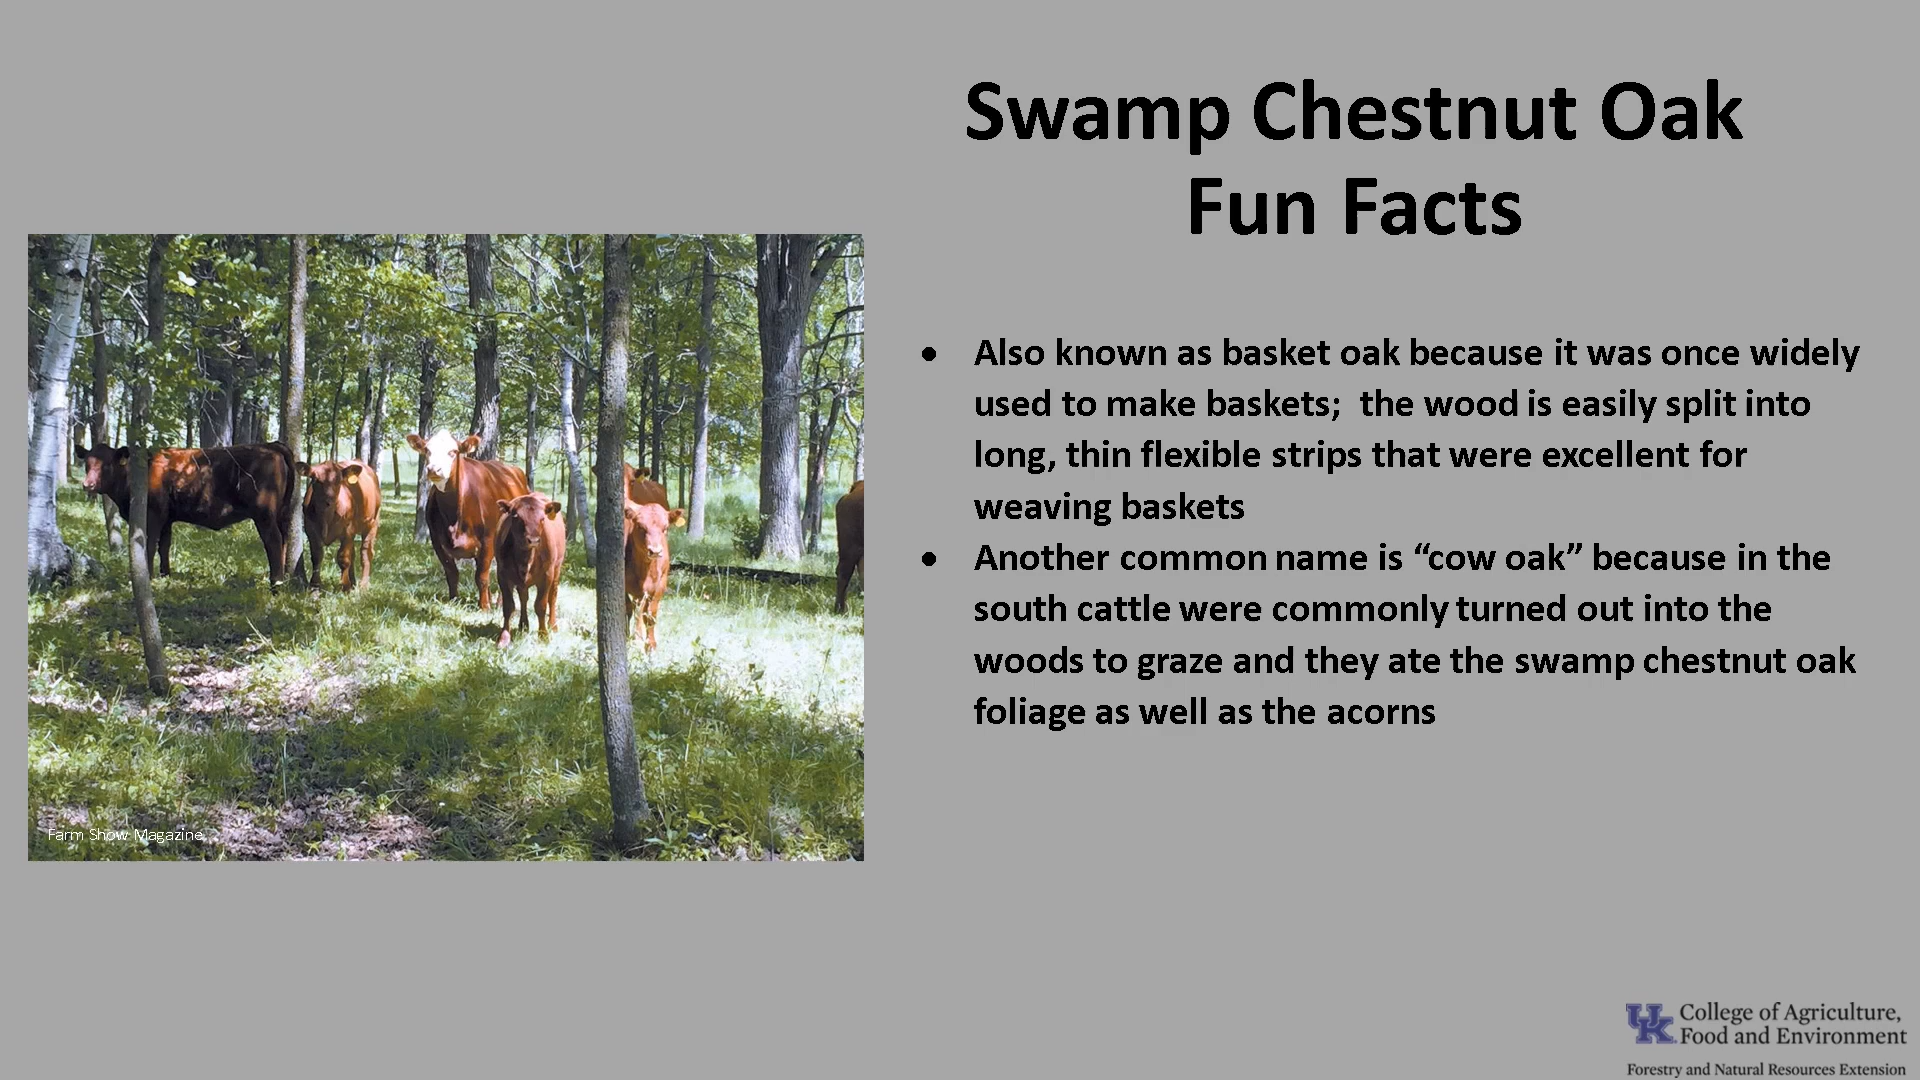 Swamp Chestnut Oak
Fun Facts
• Also known as basket oak because it was once widely
used to make baskets;  the wood is easily split into
long, thin flexible strips that were excellent for
weaving baskets
• Another common name is “cow oak” because in the
south cattle were commonly turned out into the
woods to graze and they ate the swamp chestnut oak
foliage as well as the acorns
Farm Show Magazine
UK College of Agriculture,
Food and Environment
Forestry and Natural Resources Extension